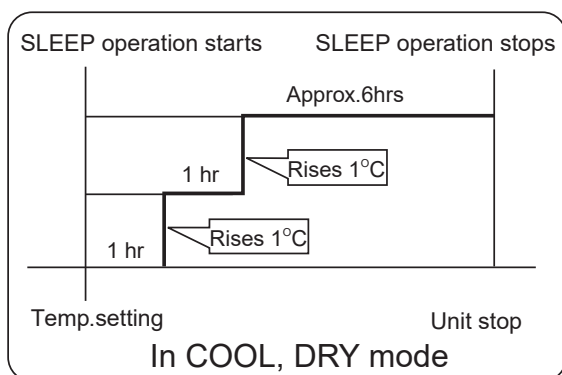 SLEEP operation starts
SLEEP operation stops
Approx.6hrs
1 hr
Rises 1°C
1 hr
Rises 1°C
Temp.setting
Unit stop
In COOL, DRY mode